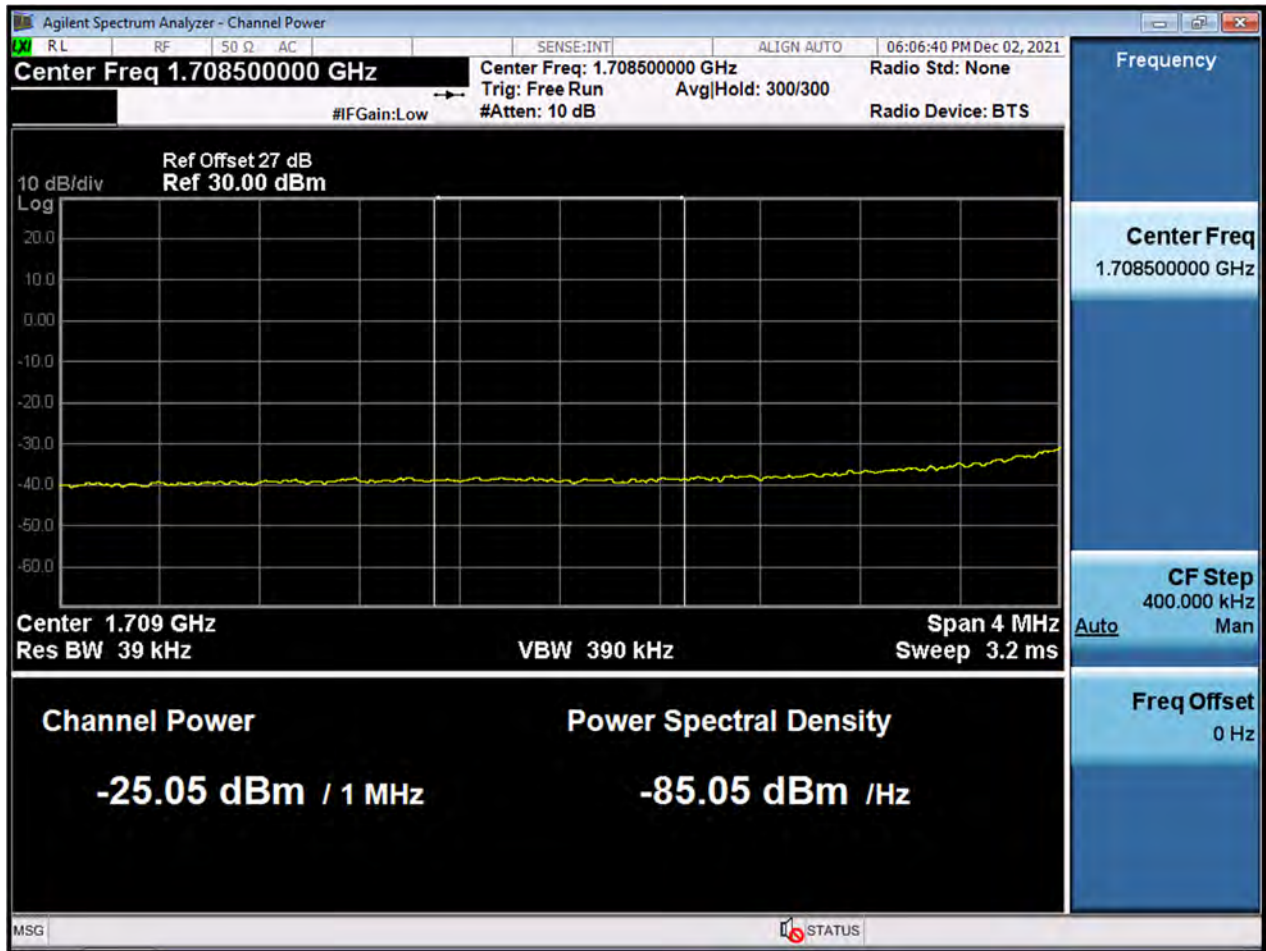 Agilent Spectrum Analyzer - Channel Power
LXI RL RF 50 Ω AC SENSE:INT ALIGN AUTO 06:06:40 PM Dec 02, 2021
Center Freq 1.708500000 GHz
Center Freq: 1.708500000 GHz
Radio Std: None
Trig: Free Run Avg|Hold: 300/300
#IFGain:Low
#Atten: 10 dB
Radio Device: BTS
Ref Offset 27 dB
10 dB/div Ref 30.00 dBm
Log
20.0
10.0
0.00
-10.0
-20.0
-30.0
-40.0
-50.0
-60.0
Center 1.709 GHz Span 4 MHz
Res BW 39 kHz VBW 390 kHz Sweep 3.2 ms
Channel Power Power Spectral Density
-25.05 dBm / 1 MHz -85.05 dBm /Hz
MSG STATUS
Frequency
Center Freq
1.708500000 GHz
CF Step
400.000 kHz
Auto Man
Freq Offset
0 Hz